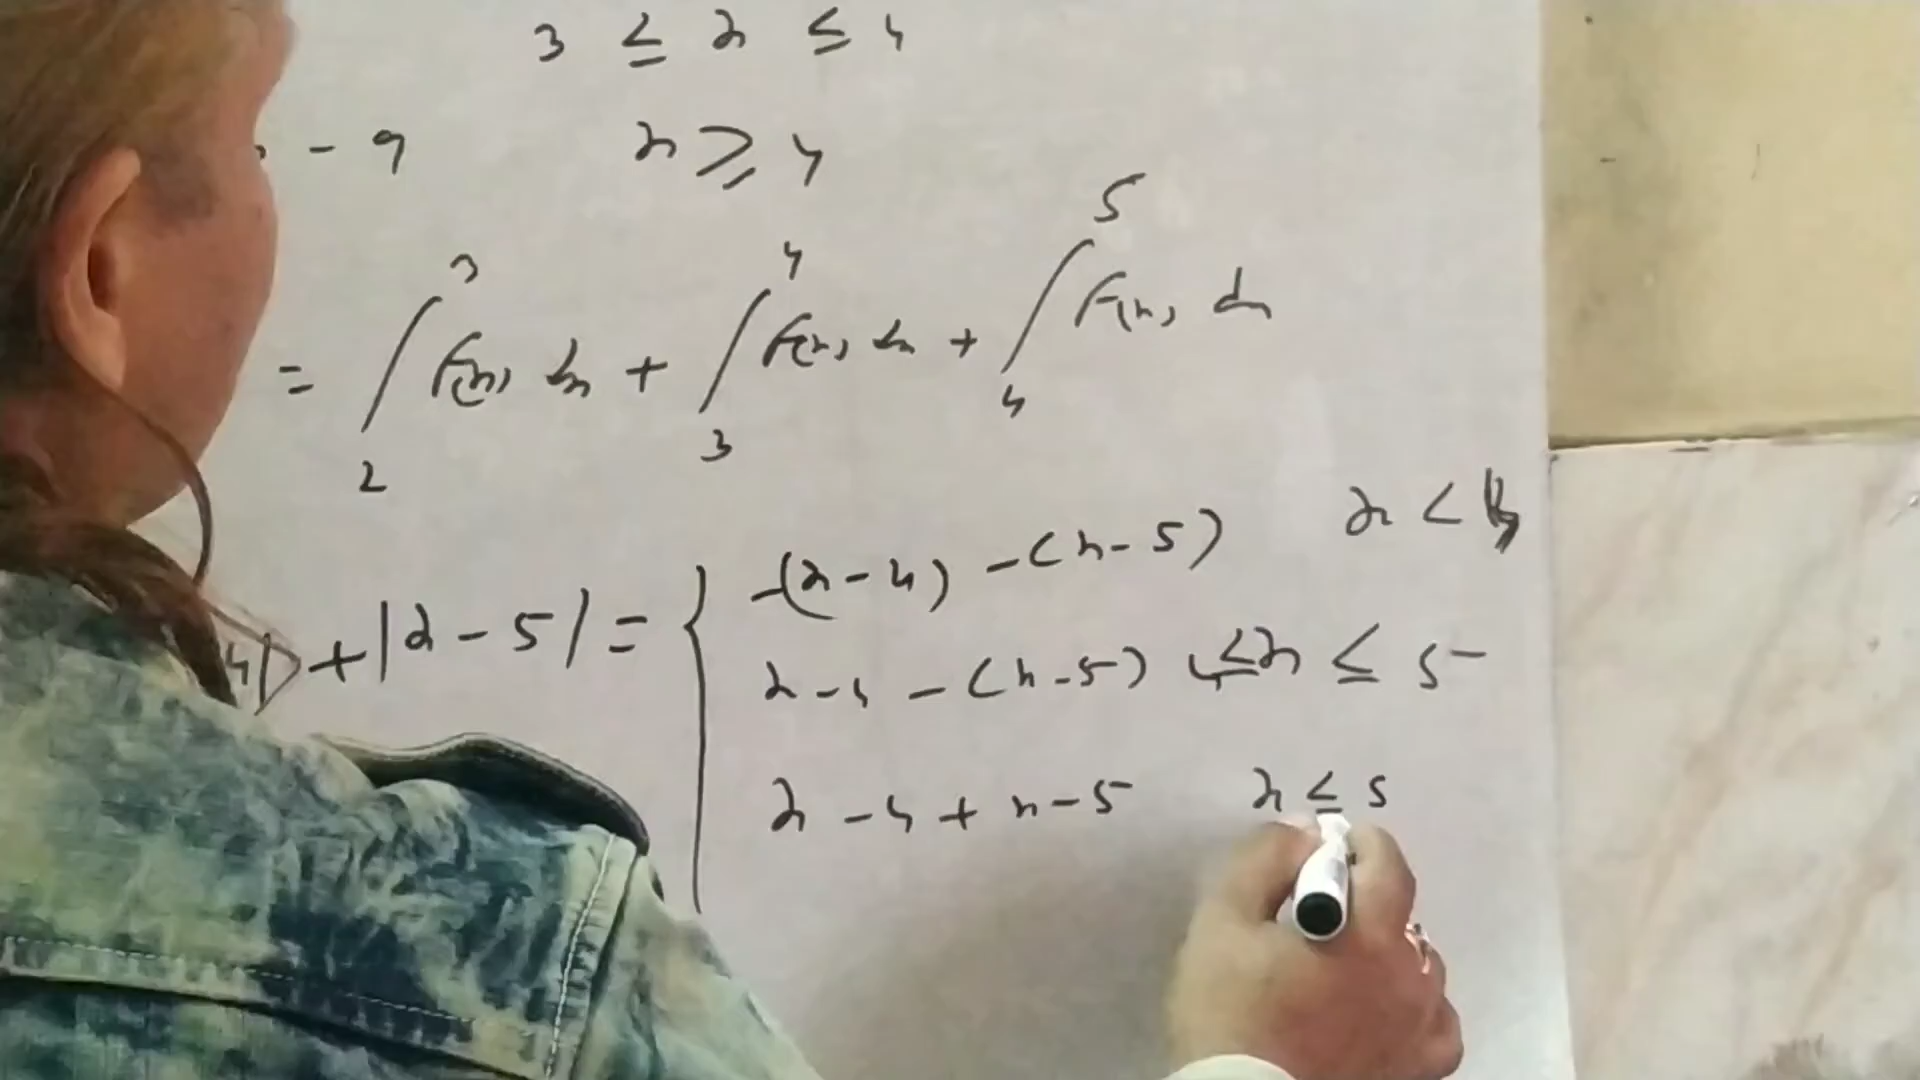 3 ≤ x ≤ 4
- 9 x ≥ 4
= ∫₂³ F(x) dx + ∫₃⁴ F(x) dx + ∫₄⁵ F(x) dx
-(x-4) -(x-5) x <
4| + |x - 5| = {
x-4 -(x-5) 4 ≤ x ≤ 5
x - 4 + x - 5 x ≤ 5